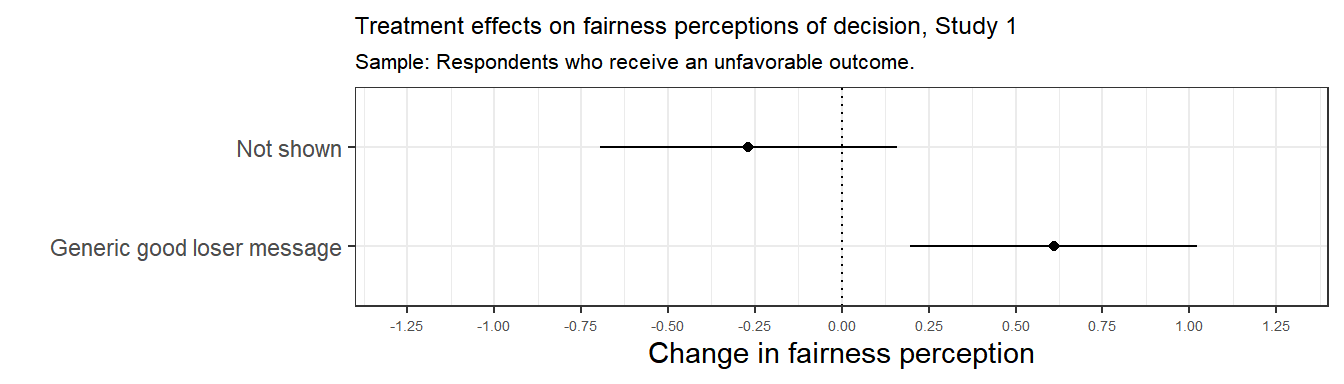 Treatment effects on fairness perceptions of decision, Study 1
Sample: Respondents who receive an unfavorable outcome.
Not shown
Generic good loser message
-1.25 -1.00 -0.75 -0.50 -0.25 0.00 0.25 0.50 0.75 1.00 1.25
Change in fairness perception